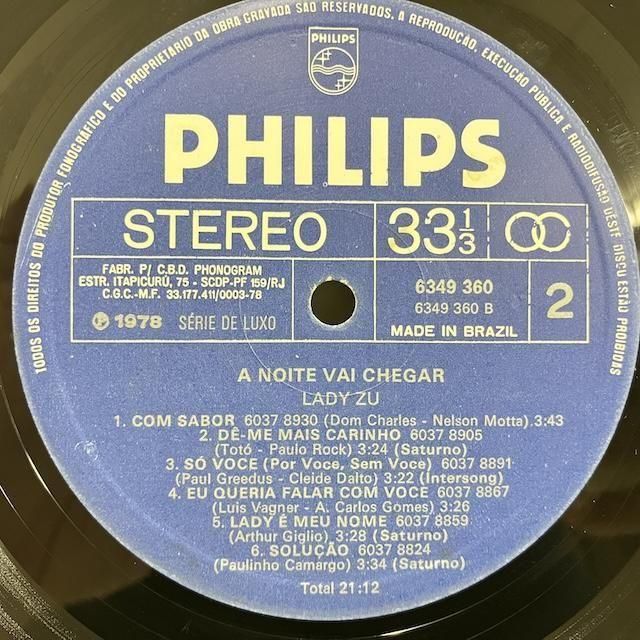 TODOS OS DIREITOS DO PRODUTOR FONOGRÁFICO E DO PROPRIETÁRIO DA OBRA GRAVADA SÃO RESERVADOS. A REPRODUÇÃO, EXECUÇÃO PÚBLICA E RADIODIFUSÃO DESTE DISCO ESTÃO PROIBIDAS
PHILIPS
PHILIPS
STEREO 33 1/3
FABR. P/ C.B.D. PHONOGRAM
ESTR. ITAPICURÚ, 75 - SCDP-PF 159/RJ
C.G.C.-M.F. 33.177.411/0003-78
℗ 1978 SÉRIE DE LUXO
6349 360
6349 360 B
MADE IN BRAZIL
2
A NOITE VAI CHEGAR
LADY ZU
1. COM SABOR 6037 8930 (Dom Charles - Nelson Motta) 3:43
2. DÊ-ME MAIS CARINHO 6037 8905
(Totó - Paulo Rock) 3:24 (Saturno)
3. SÓ VOCE (Por Voce, Sem Voce) 6037 8891
(Paul Greedus - Cleide Dalto) 3:22 (Intersong)
4. EU QUERIA FALAR COM VOCE 6037 8867
(Luis Vagner - A. Carlos Gomes) 3:26
5. LADY É MEU NOME 6037 8859
(Arthur Giglio) 3:28 (Saturno)
6. SOLUÇÃO 6037 8824
(Paulinho Camargo) 3:34 (Saturno)
Total 21:12